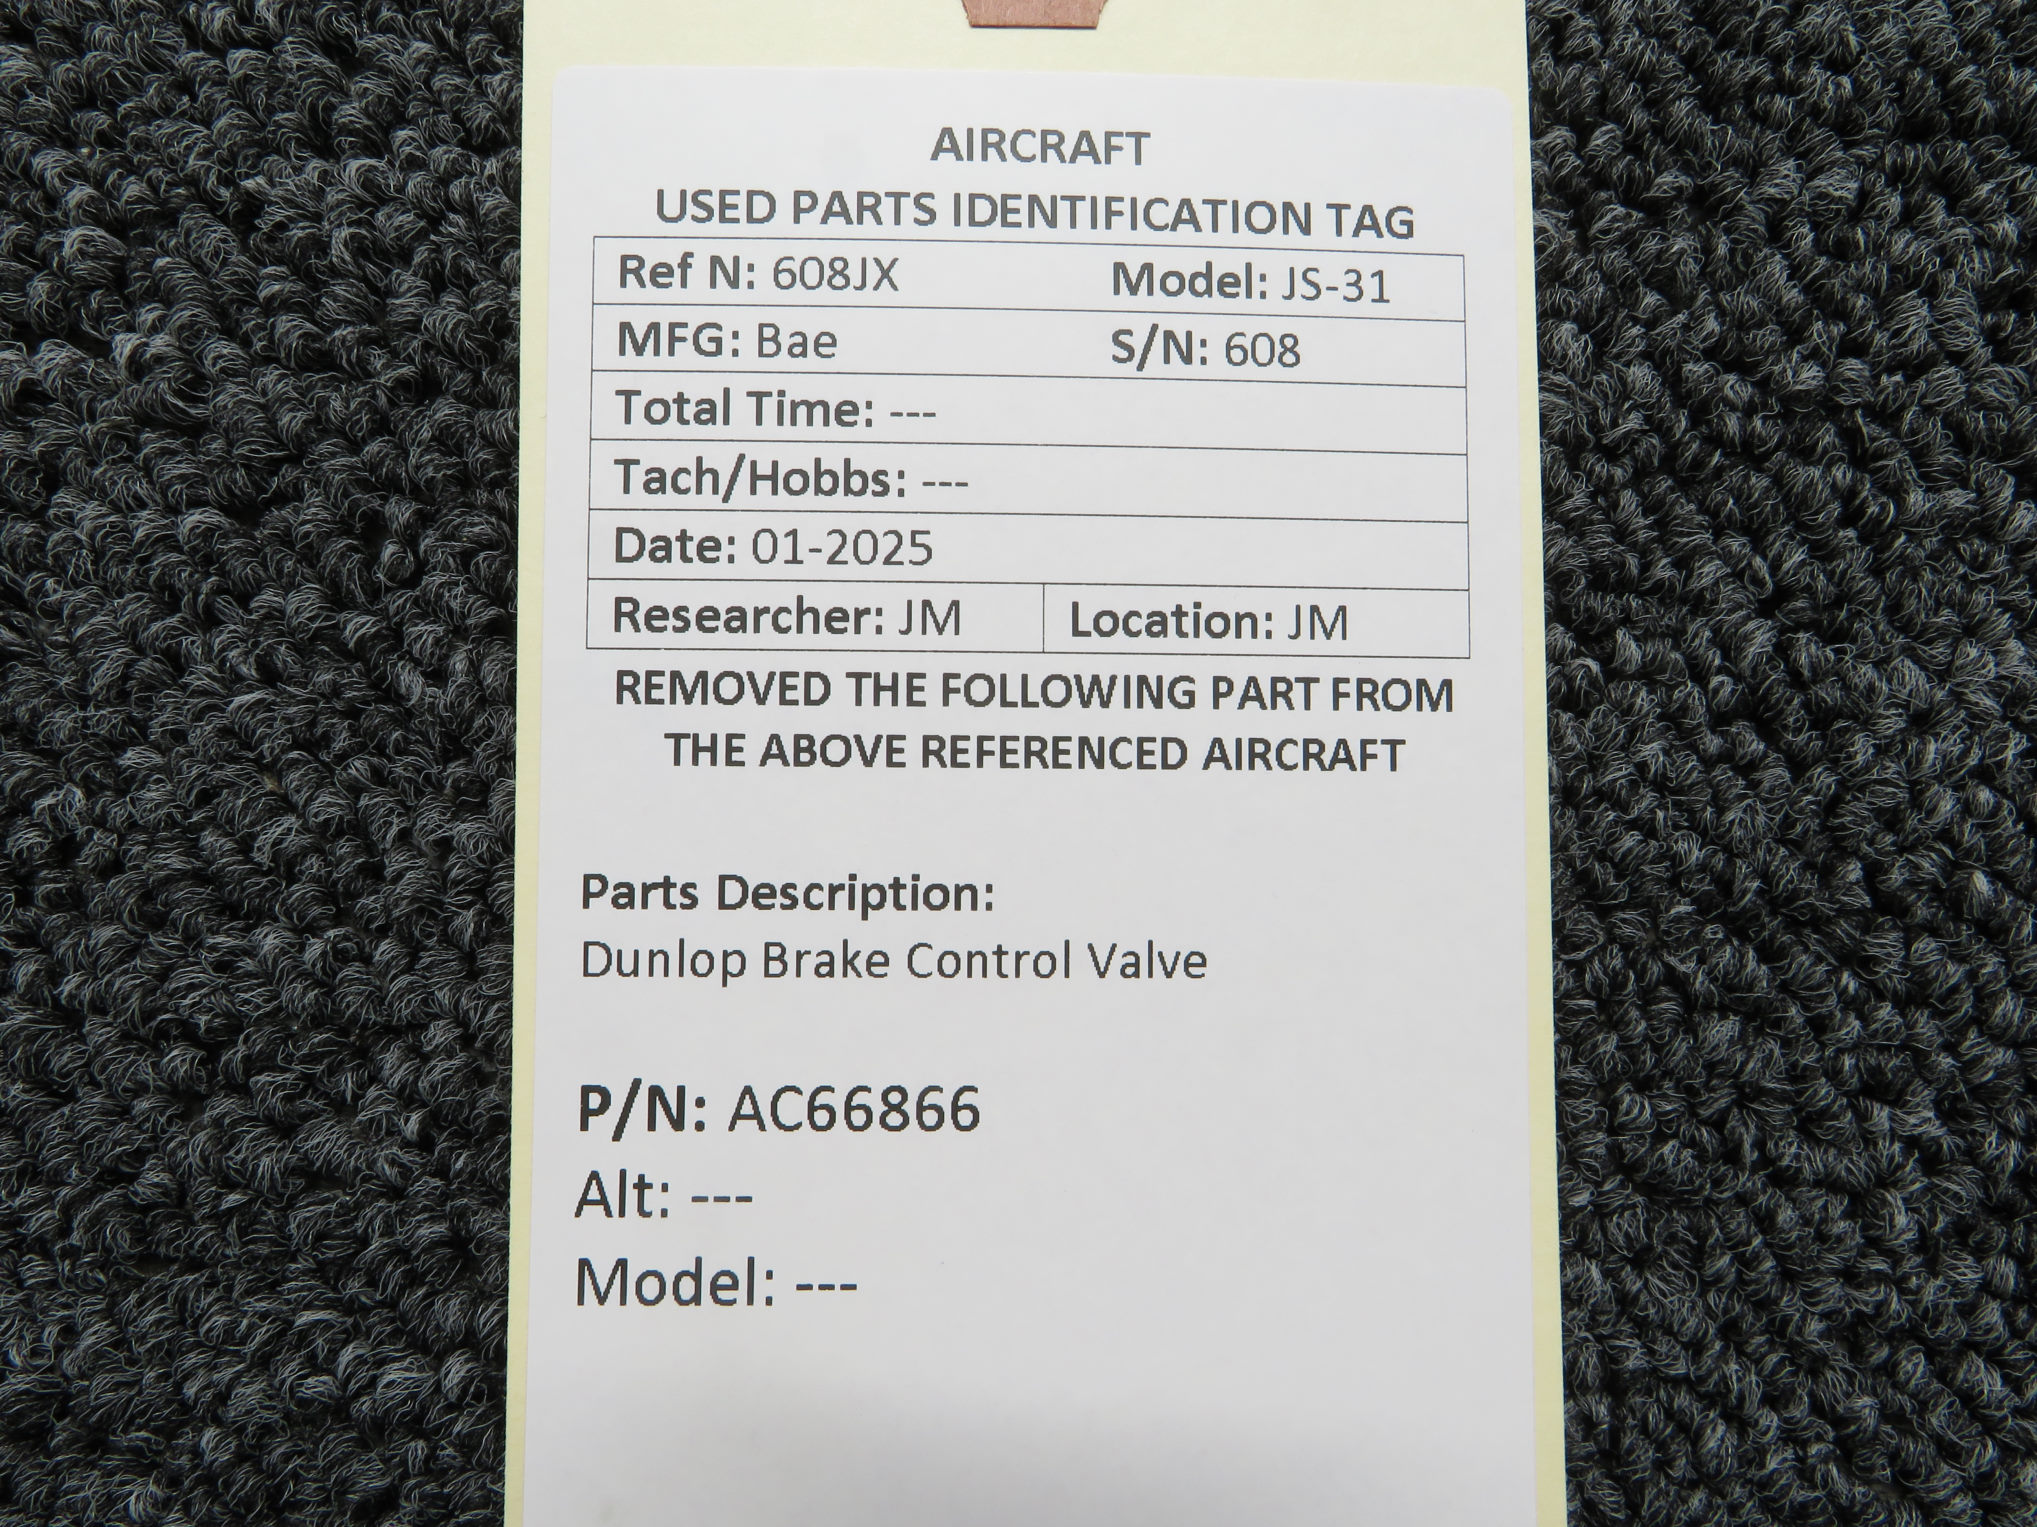 AIRCRAFT
USED PARTS IDENTIFICATION TAG
Ref N: 608JX Model: JS-31
MFG: Bae S/N: 608
Total Time: ---
Tach/Hobbs: ---
Date: 01-2025
Researcher: JM Location: JM
REMOVED THE FOLLOWING PART FROM
THE ABOVE REFERENCED AIRCRAFT
Parts Description:
Dunlop Brake Control Valve
P/N: AC66866
Alt: ---
Model: ---